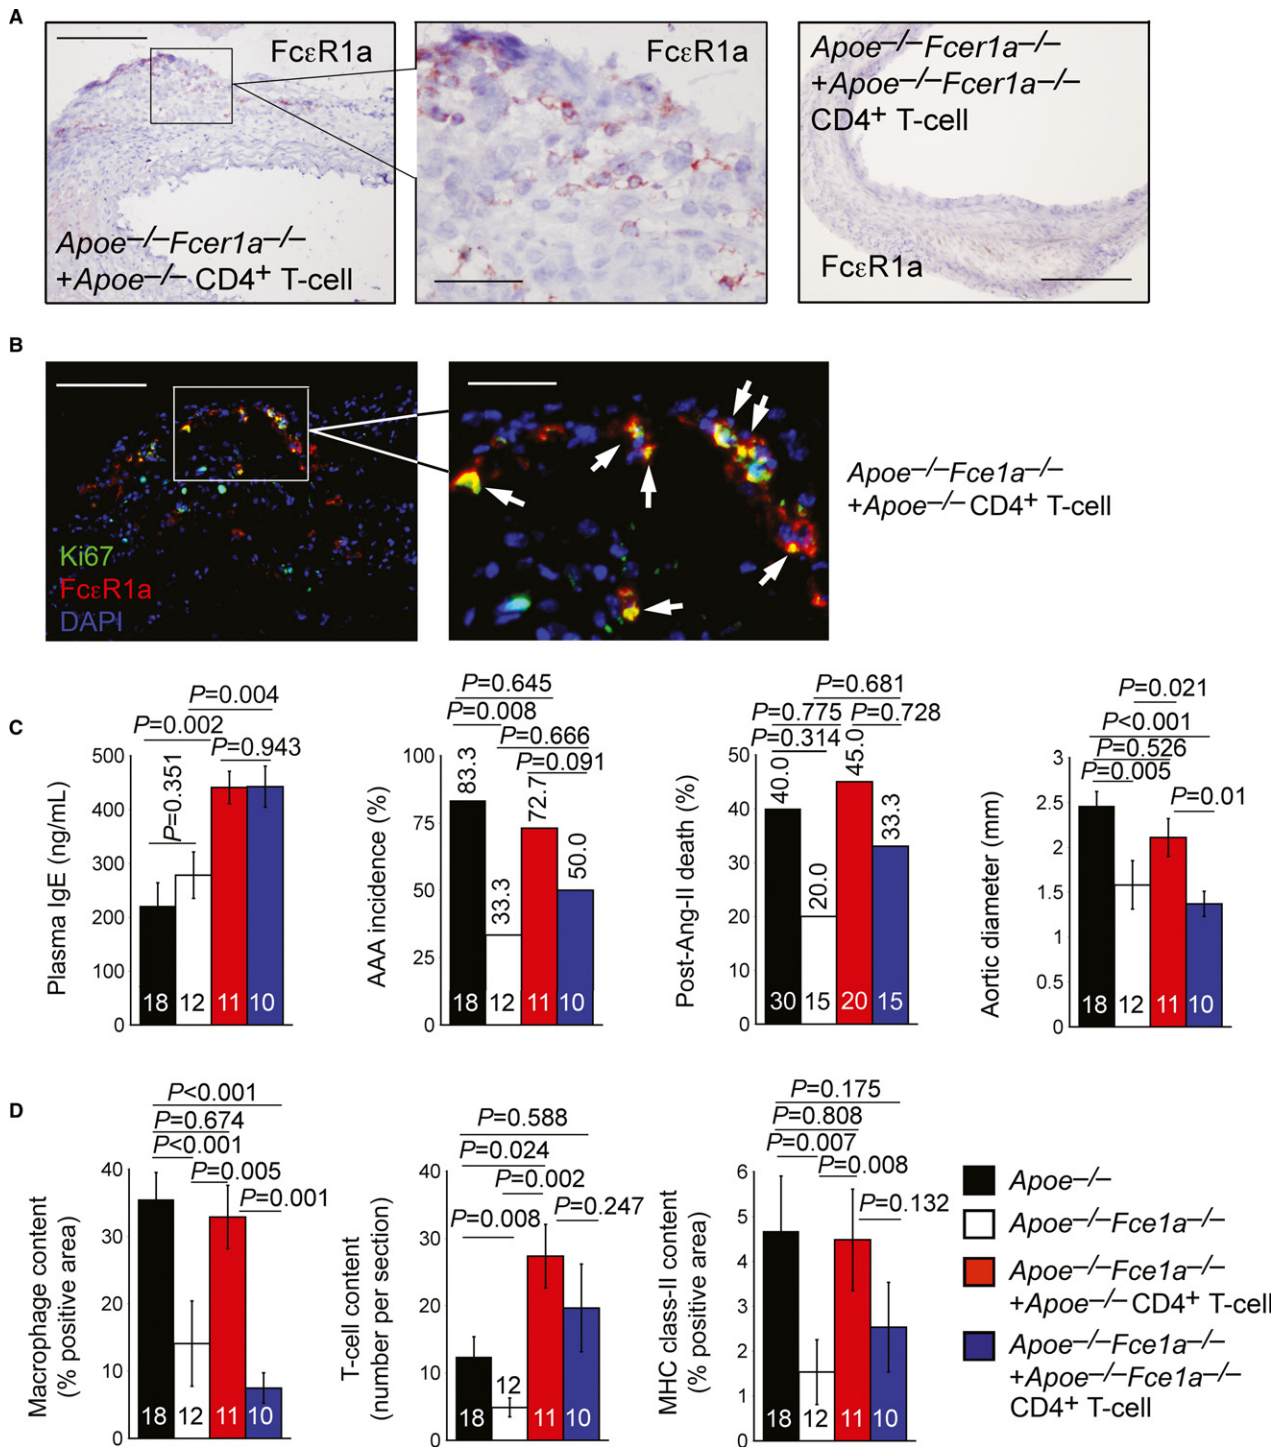 A
FcεR1a
Apoe–/–Fcer1a–/–
+Apoe–/– CD4+ T-cell
FcεR1a
Apoe–/–Fcer1a–/–
+Apoe–/–Fcer1a–/–
CD4+ T-cell
FcεR1a
B
Ki67
FcεR1a
DAPI
Apoe–/–Fce1a–/–
+Apoe–/– CD4+ T-cell
C
P=0.004
P=0.002
P=0.943
P=0.351
Plasma IgE (ng/mL)
500
400
300
200
100
0
18 12 11 10
P=0.645
P=0.008
P=0.666
P=0.091
AAA incidence (%)
100
75
50
25
0
83.3 33.3 72.7 50.0
18 12 11 10
P=0.681
P=0.775 P=0.728
P=0.314
Post-Ang-II death (%)
50
40
30
20
10
0
40.0 20.0 45.0 33.3
30 15 20 15
P=0.021
P<0.001
P=0.526
P=0.005
P=0.01
Aortic diameter (mm)
3
2.5
2
1.5
1
0.5
0
18 12 11 10
D
P<0.001
P=0.674
P<0.001
P=0.005
P=0.001
Macrophage content
(% positive area)
40
30
20
10
0
18 12 11 10
P=0.588
P=0.024
P=0.002
P=0.008
P=0.247
T-cell content
(number per section)
40
30
20
10
0
18 12 11 10
P=0.175
P=0.808
P=0.007
P=0.008
P=0.132
MHC class-II content
(% positive area)
6
5
4
3
2
1
0
18 12 11 10
Apoe–/–
Apoe–/–Fce1a–/–
Apoe–/–Fce1a–/–
+Apoe–/– CD4+ T-cell
Apoe–/–Fce1a–/–
+Apoe–/–Fce1a–/–
CD4+ T-cell